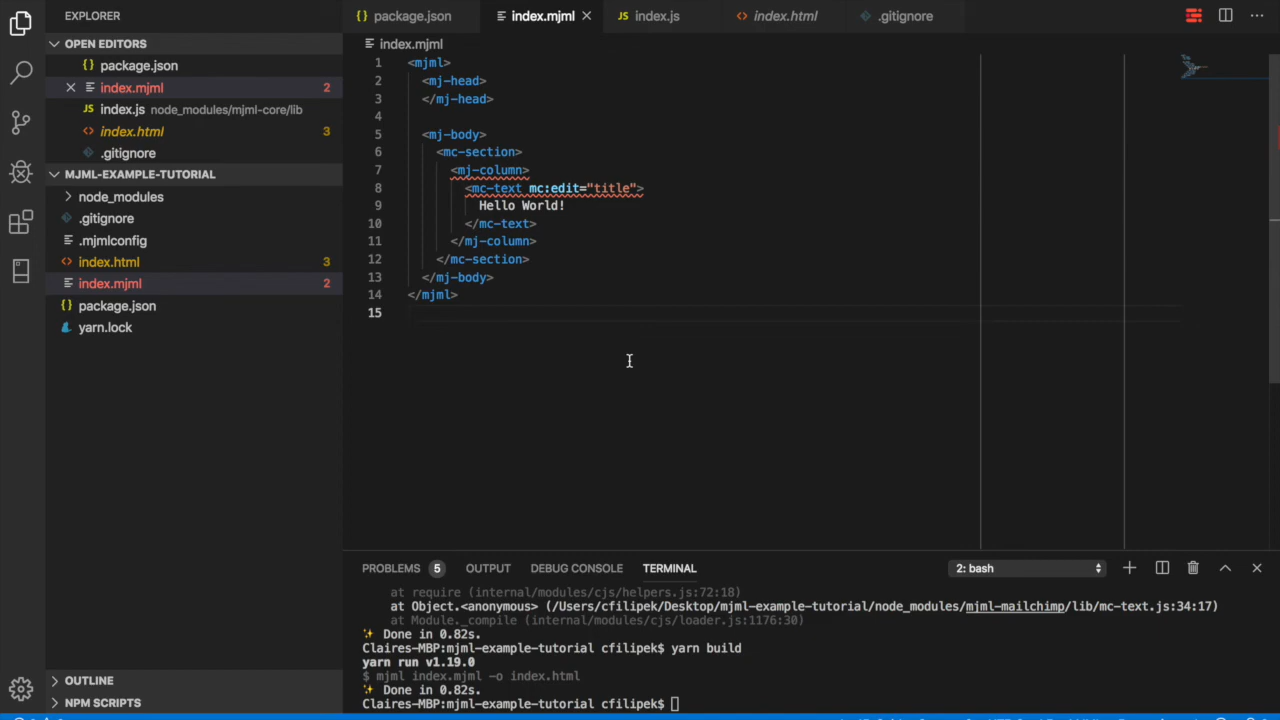 EXPLORER
OPEN EDITORS
package.json
index.mjml 2
JS index.js node_modules/mjml-core/lib
<> index.html 3
.gitignore
MJML-EXAMPLE-TUTORIAL
node_modules
.gitignore
.mjmlconfig
<> index.html 3
index.mjml 2
{} package.json
yarn.lock
OUTLINE
NPM SCRIPTS
{} package.json index.mjml JS index.js <> index.html .gitignore
index.mjml
1 <mjml>
2 <mj-head>
3 </mj-head>
4
5 <mj-body>
6 <mc-section>
7 <mj-column>
8 <mc-text mc:edit="title">
9 Hello World!
10 </mc-text>
11 </mj-column>
12 </mc-section>
13 </mj-body>
14 </mjml>
15
PROBLEMS 5 OUTPUT DEBUG CONSOLE TERMINAL 2: bash
at require (internal/modules/cjs/helpers.js:72:18)
at Object.<anonymous> (/Users/cfilipek/Desktop/mjml-example-tutorial/node_modules/mjml-mailchimp/lib/mc-text.js:34:17)
at Module._compile (internal/modules/cjs/loader.js:1176:30)
✨ Done in 0.82s.
Claires-MBP:mjml-example-tutorial cfilipek$ yarn build
yarn run v1.19.0
$ mjml index.mjml -o index.html
✨ Done in 0.82s.
Claires-MBP:mjml-example-tutorial cfilipek$